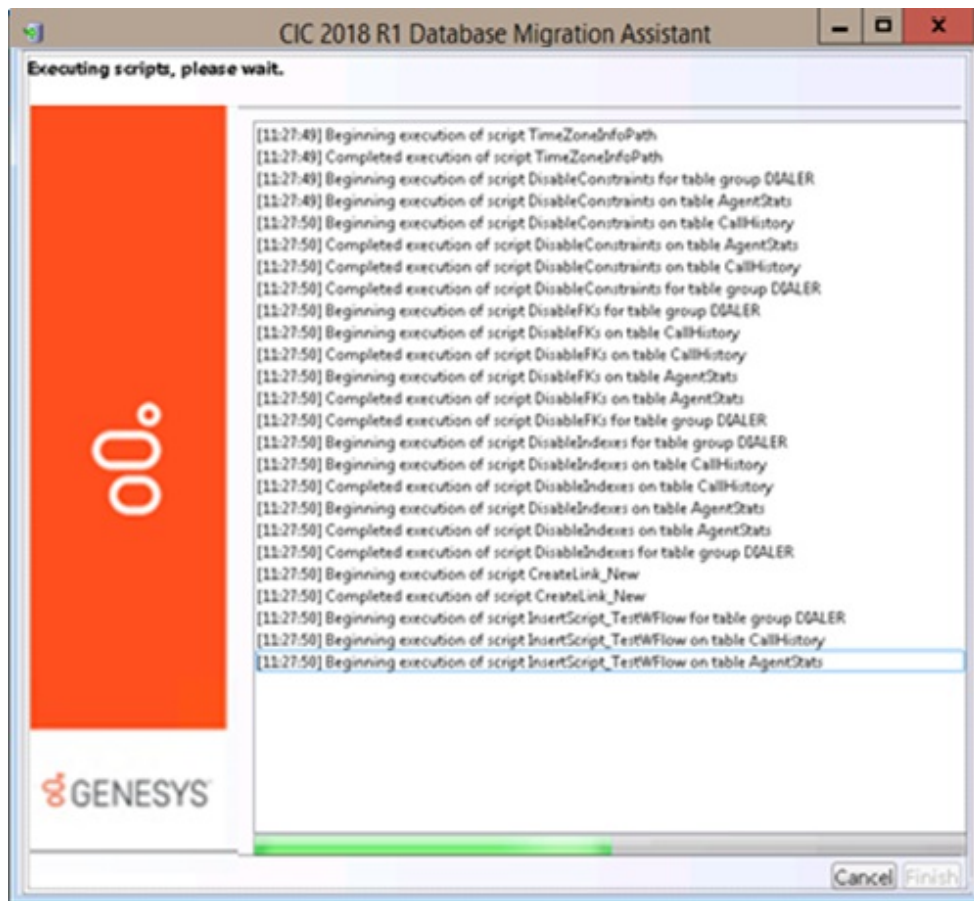 CIC 2018 R1 Database Migration Assistant
Executing scripts, please wait.
[11:27:49] Beginning execution of script TimeZoneInfoPath
[11:27:49] Completed execution of script TimeZoneInfoPath
[11:27:49] Beginning execution of script DisableConstraints for table group DIALER
[11:27:49] Beginning execution of script DisableConstraints on table AgentStats
[11:27:50] Beginning execution of script DisableConstraints on table CallHistory
[11:27:50] Completed execution of script DisableConstraints on table AgentStats
[11:27:50] Completed execution of script DisableConstraints on table CallHistory
[11:27:50] Completed execution of script DisableConstraints for table group DIALER
[11:27:50] Beginning execution of script DisableFKs for table group DIALER
[11:27:50] Beginning execution of script DisableFKs on table CallHistory
[11:27:50] Completed execution of script DisableFKs on table CallHistory
[11:27:50] Beginning execution of script DisableFKs on table AgentStats
[11:27:50] Completed execution of script DisableFKs on table AgentStats
[11:27:50] Completed execution of script DisableFKs for table group DIALER
[11:27:50] Beginning execution of script DisableIndexes for table group DIALER
[11:27:50] Beginning execution of script DisableIndexes on table CallHistory
[11:27:50] Completed execution of script DisableIndexes on table CallHistory
[11:27:50] Beginning execution of script DisableIndexes on table AgentStats
[11:27:50] Completed execution of script DisableIndexes on table AgentStats
[11:27:50] Completed execution of script DisableIndexes for table group DIALER
[11:27:50] Beginning execution of script CreateLink_New
[11:27:50] Completed execution of script CreateLink_New
[11:27:50] Beginning execution of script InsertScript_TestWFlow for table group DIALER
[11:27:50] Beginning execution of script InsertScript_TestWFlow on table CallHistory
[11:27:50] Beginning execution of script InsertScript_TestWFlow on table AgentStats
GENESYS
Cancel Finish